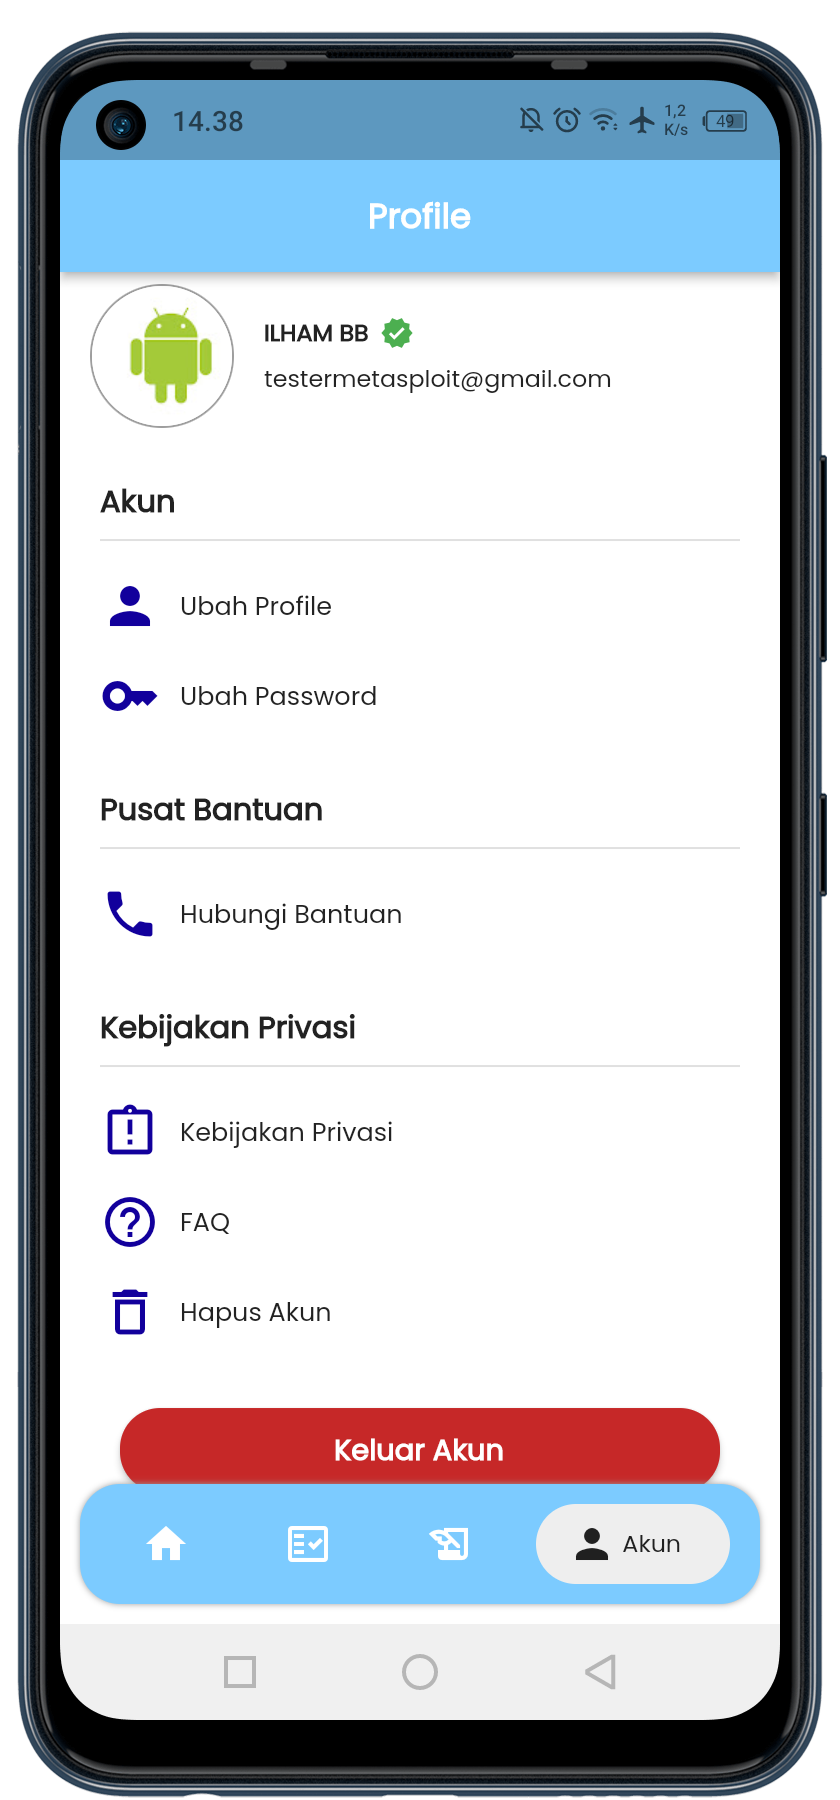 14.38
1,2
K/s
49
Profile
ILHAM BB
testermetasploit@gmail.com
Akun
Ubah Profile
Ubah Password
Pusat Bantuan
Hubungi Bantuan
Kebijakan Privasi
Kebijakan Privasi
FAQ
Hapus Akun
Keluar Akun
Akun